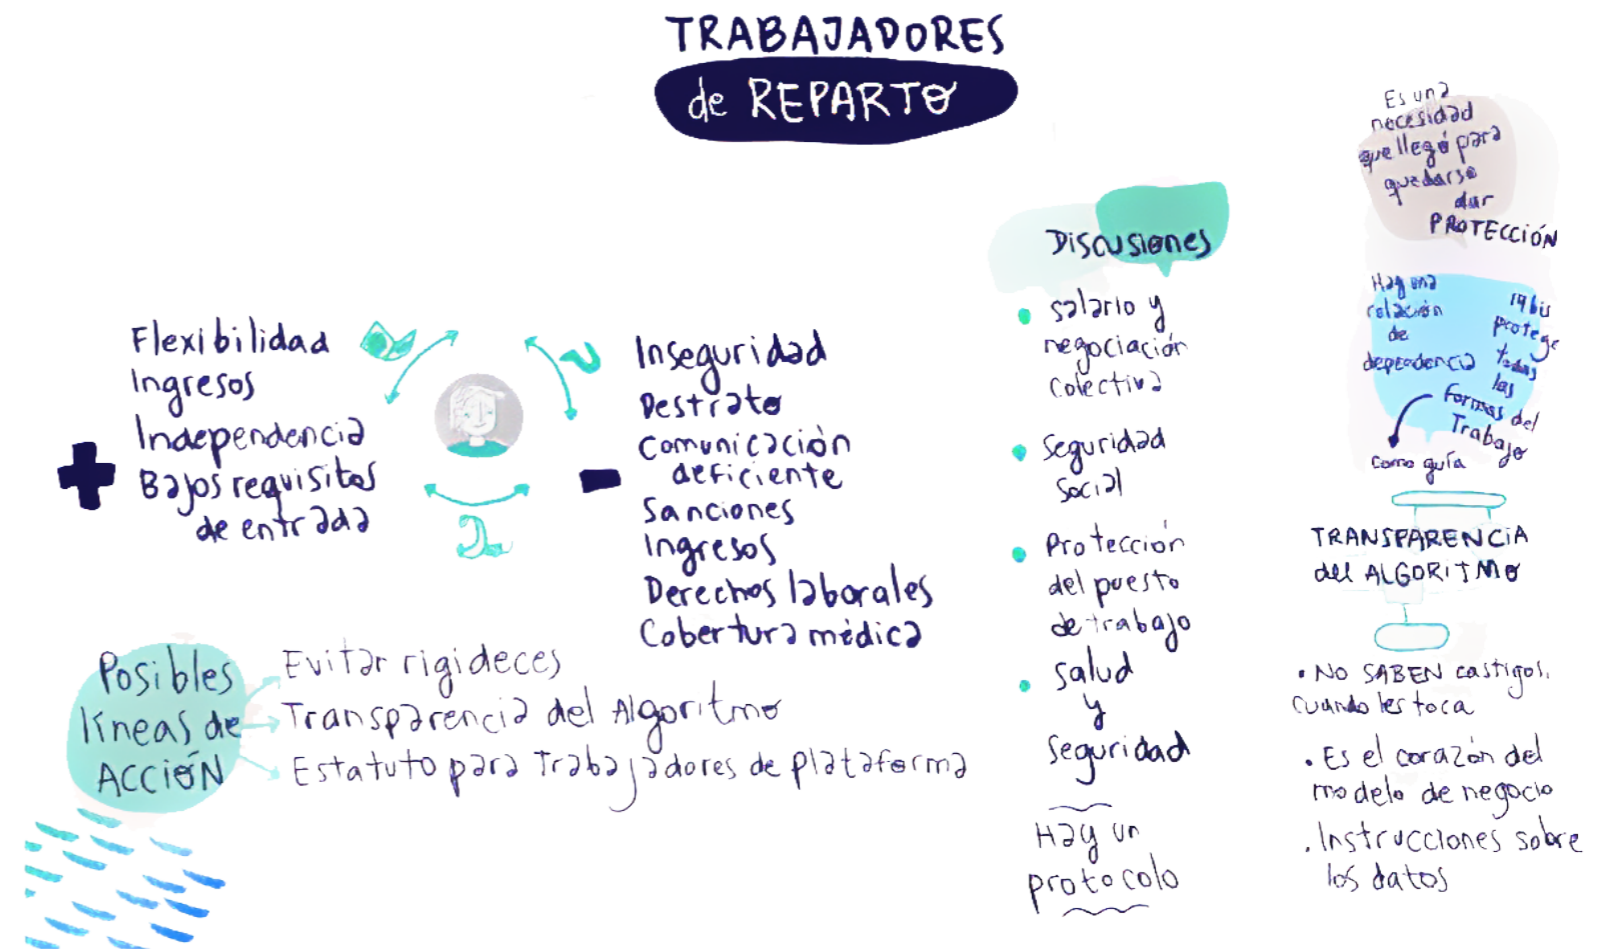 TRABAJADORES
de REPARTO
Flexibilidad
Ingresos
Independencia
Bajos requisitos
de entrada
Inseguridad
Destrato
Comunicación
deficiente
Sanciones
Ingresos
Derechos laborales
Cobertura médica
Posibles
líneas de
ACCIÓN
Evitar rigideces
Transparencia del Algoritmo
Estatuto para Trabajadores de plataforma
Discusiones
salario y
negociación
colectiva
Seguridad
Social
Protección
del puesto
de trabajo
Salud
y
Seguridad
Hay un
protocolo
Es una
necesidad
que llegó para
quedarse
dar
PROTECCIÓN
Hay una
relación
de
dependencia
14 bis
protege
todas
las
formas del
Trabajo
como guía
TRANSPARENCIA
del ALGORITMO
• NO SABEN castigos,
cuando les toca
• Es el corazón del
modelo de negocio
• Instrucciones sobre
los datos